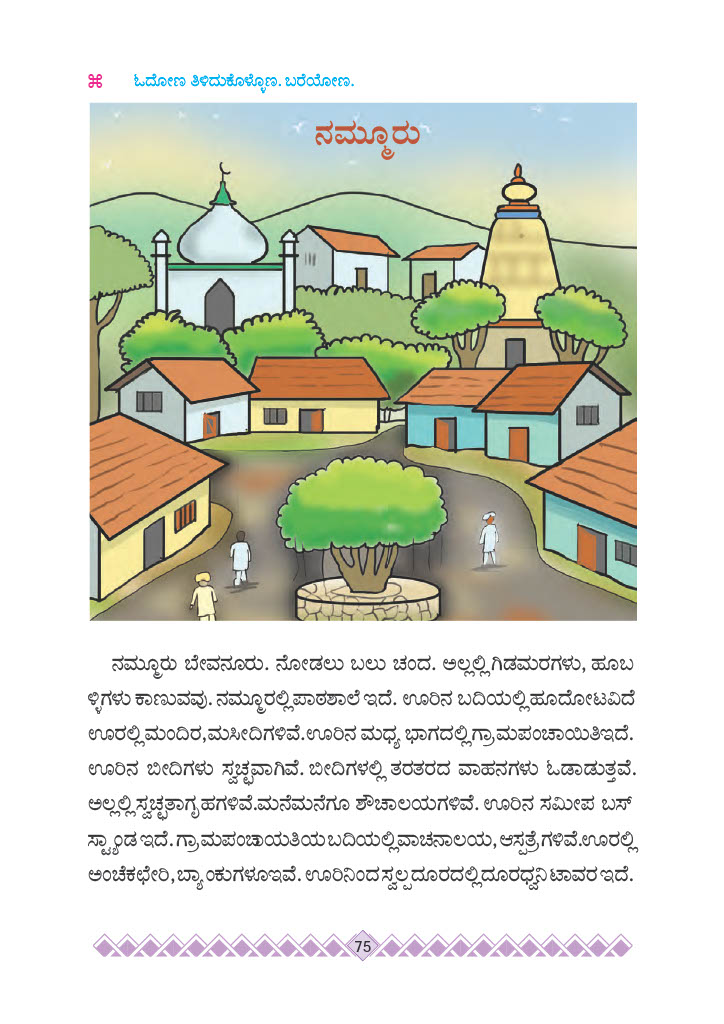 ⌘ ಓದೋಣ ತಿಳಿದುಕೊಳ್ಳೊಣ. ಬರೆಯೋಣ.
ನಮ್ಮೂರು
ನಮ್ಮೂರು ಬೇವನೂರು. ನೋಡಲು ಬಲು ಚಂದ. ಅಲ್ಲಲ್ಲಿ ಗಿಡಮರಗಳು, ಹೂಬ
ಳ್ಳಿಗಳು ಕಾಣುವವು. ನಮ್ಮೂರಲ್ಲಿ ಪಾಠಶಾಲೆ ಇದೆ. ಊರಿನ ಬದಿಯಲ್ಲಿ ಹೂದೋಟವಿದೆ
ಊರಲ್ಲಿ ಮಂದಿರ,ಮಸೀದಿಗಳಿವೆ.ಊರಿನ ಮಧ್ಯ ಭಾಗದಲ್ಲಿ ಗ್ರಾಮಪಂಚಾಯಿತಿಇದೆ.
ಊರಿನ ಬೀದಿಗಳು ಸ್ವಚ್ಛವಾಗಿವೆ. ಬೀದಿಗಳಲ್ಲಿ ತರತರದ ವಾಹನಗಳು ಓಡಾಡುತ್ತವೆ.
ಅಲ್ಲಲ್ಲಿ ಸ್ವಚ್ಛತಾಗೃಹಗಳಿವೆ.ಮನೆಮನೆಗೂ ಶೌಚಾಲಯಗಳಿವೆ. ಊರಿನ ಸಮೀಪ ಬಸ್
ಸ್ಟ್ಯಾಂಡ ಇದೆ. ಗ್ರಾಮಪಂಚಾಯತಿಯ ಬದಿಯಲ್ಲಿ ವಾಚನಾಲಯ, ಆಸ್ಪತ್ರೆಗಳಿವೆ.ಊರಲ್ಲಿ
ಅಂಚೆಕಛೇರಿ, ಬ್ಯಾಂಕುಗಳೂಇವೆ. ಊರಿನಿಂದ ಸ್ವಲ್ಪದೂರದಲ್ಲಿ ದೂರಧ್ವನಿ ಟಾವರ ಇದೆ.
75